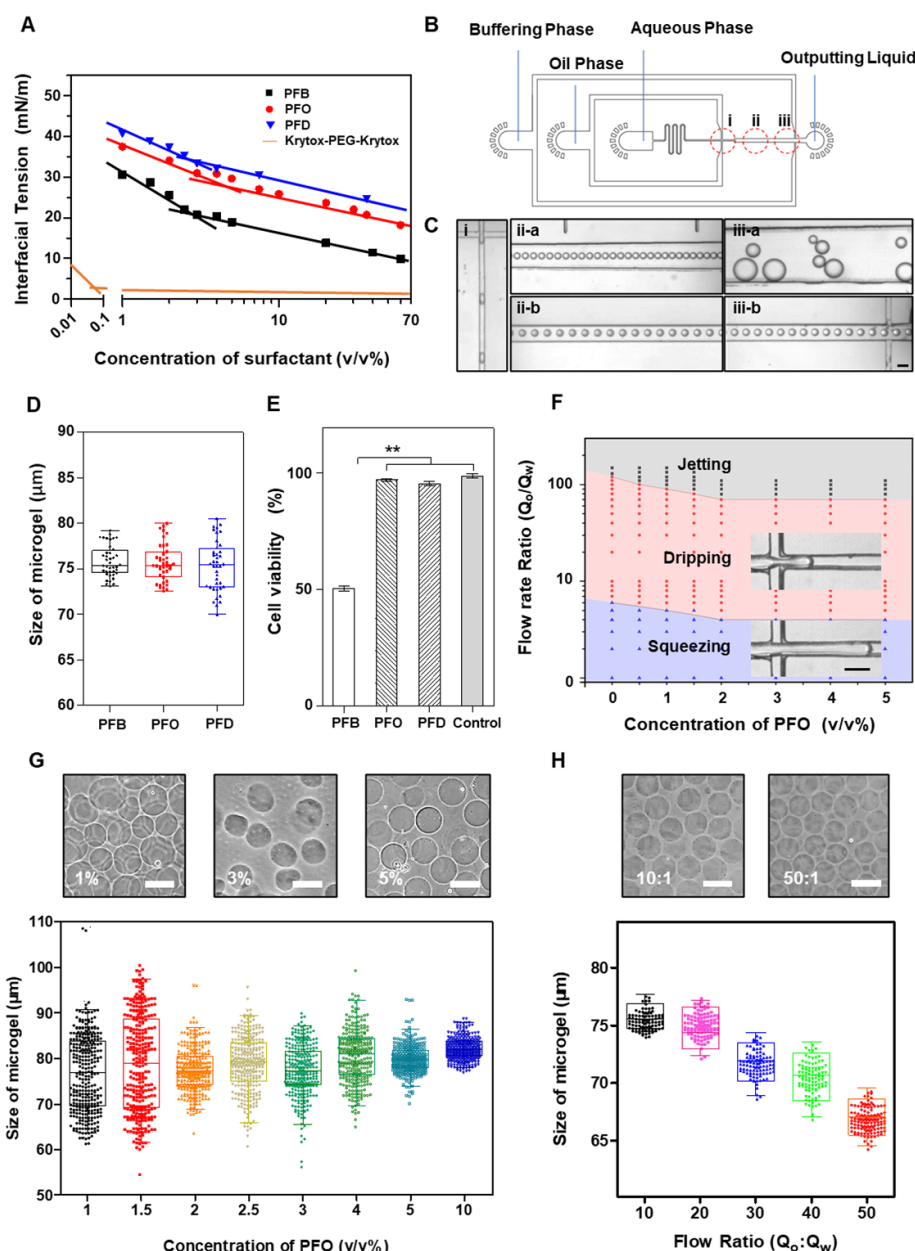 A
Interfacial Tension (mN/m)
50
40
30
20
10
0
PFB
PFO
PFD
Krytox-PEG-Krytox
0.01
0.1
1
10
70
Concentration of surfactant (v/v%)
B
Buffering Phase
Oil Phase
Aqueous Phase
Outputting Liquid
i
ii
iii
C
i
ii-a
iii-a
ii-b
iii-b
D
Size of microgel (µm)
90
85
80
75
70
65
60
PFB
PFO
PFD
E
Cell viability (%)
100
50
0
**
PFB
PFO
PFD
Control
F
Flow rate Ratio (Qo/Qw)
100
10
0
Jetting
Dripping
Squeezing
0
1
2
3
4
5
Concentration of PFO (v/v%)
G
1%
3%
5%
Size of microgel (µm)
110
100
90
80
70
60
50
1
1.5
2
2.5
3
4
5
10
Concentration of PFO (v/v%)
H
10:1
50:1
Size of microgel (µm)
80
75
70
65
10
20
30
40
50
Flow Ratio (Qo:Qw)